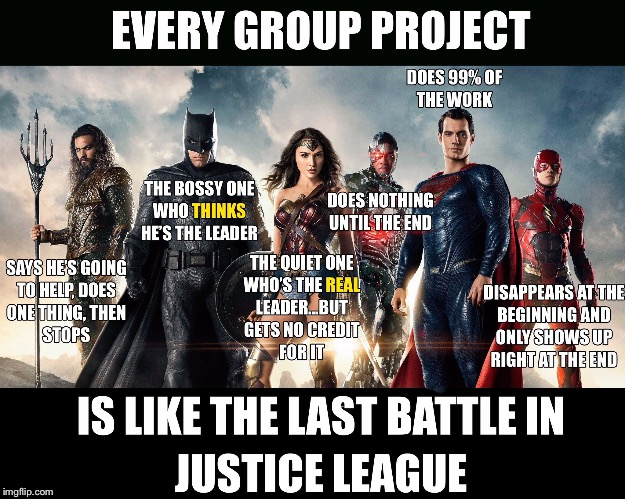 EVERY GROUP PROJECT
DOES 99% OF
THE WORK
THE BOSSY ONE
WHO THINKS
HE'S THE LEADER
DOES NOTHING
UNTIL THE END
SAYS HE'S GOING
TO HELP, DOES
ONE THING, THEN
STOPS
THE QUIET ONE
WHO'S THE REAL
LEADER...BUT
GETS NO CREDIT
FOR IT
DISAPPEARS AT THE
BEGINNING AND
ONLY SHOWS UP
RIGHT AT THE END
IS LIKE THE LAST BATTLE IN
JUSTICE LEAGUE
imgflip.com